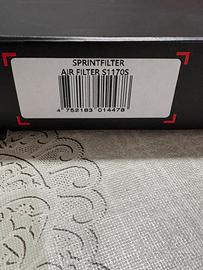 SPRINTFILTER
AIR FILTER S1170S
4 752183 014478